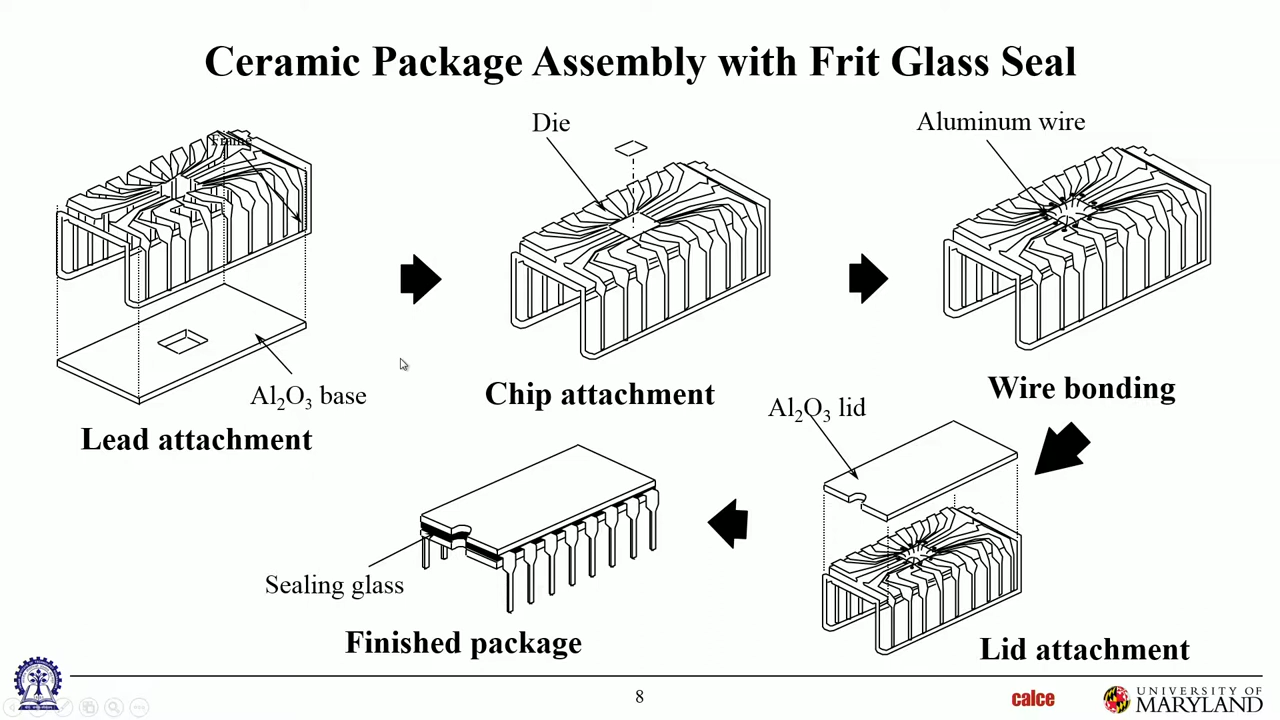 Ceramic Package Assembly with Frit Glass Seal
Frame
Die
Aluminum wire
Al₂O₃ base
Lead attachment
Chip attachment
Wire bonding
Al₂O₃ lid
Sealing glass
Finished package
Lid attachment
8
calce
UNIVERSITY OF
MARYLAND